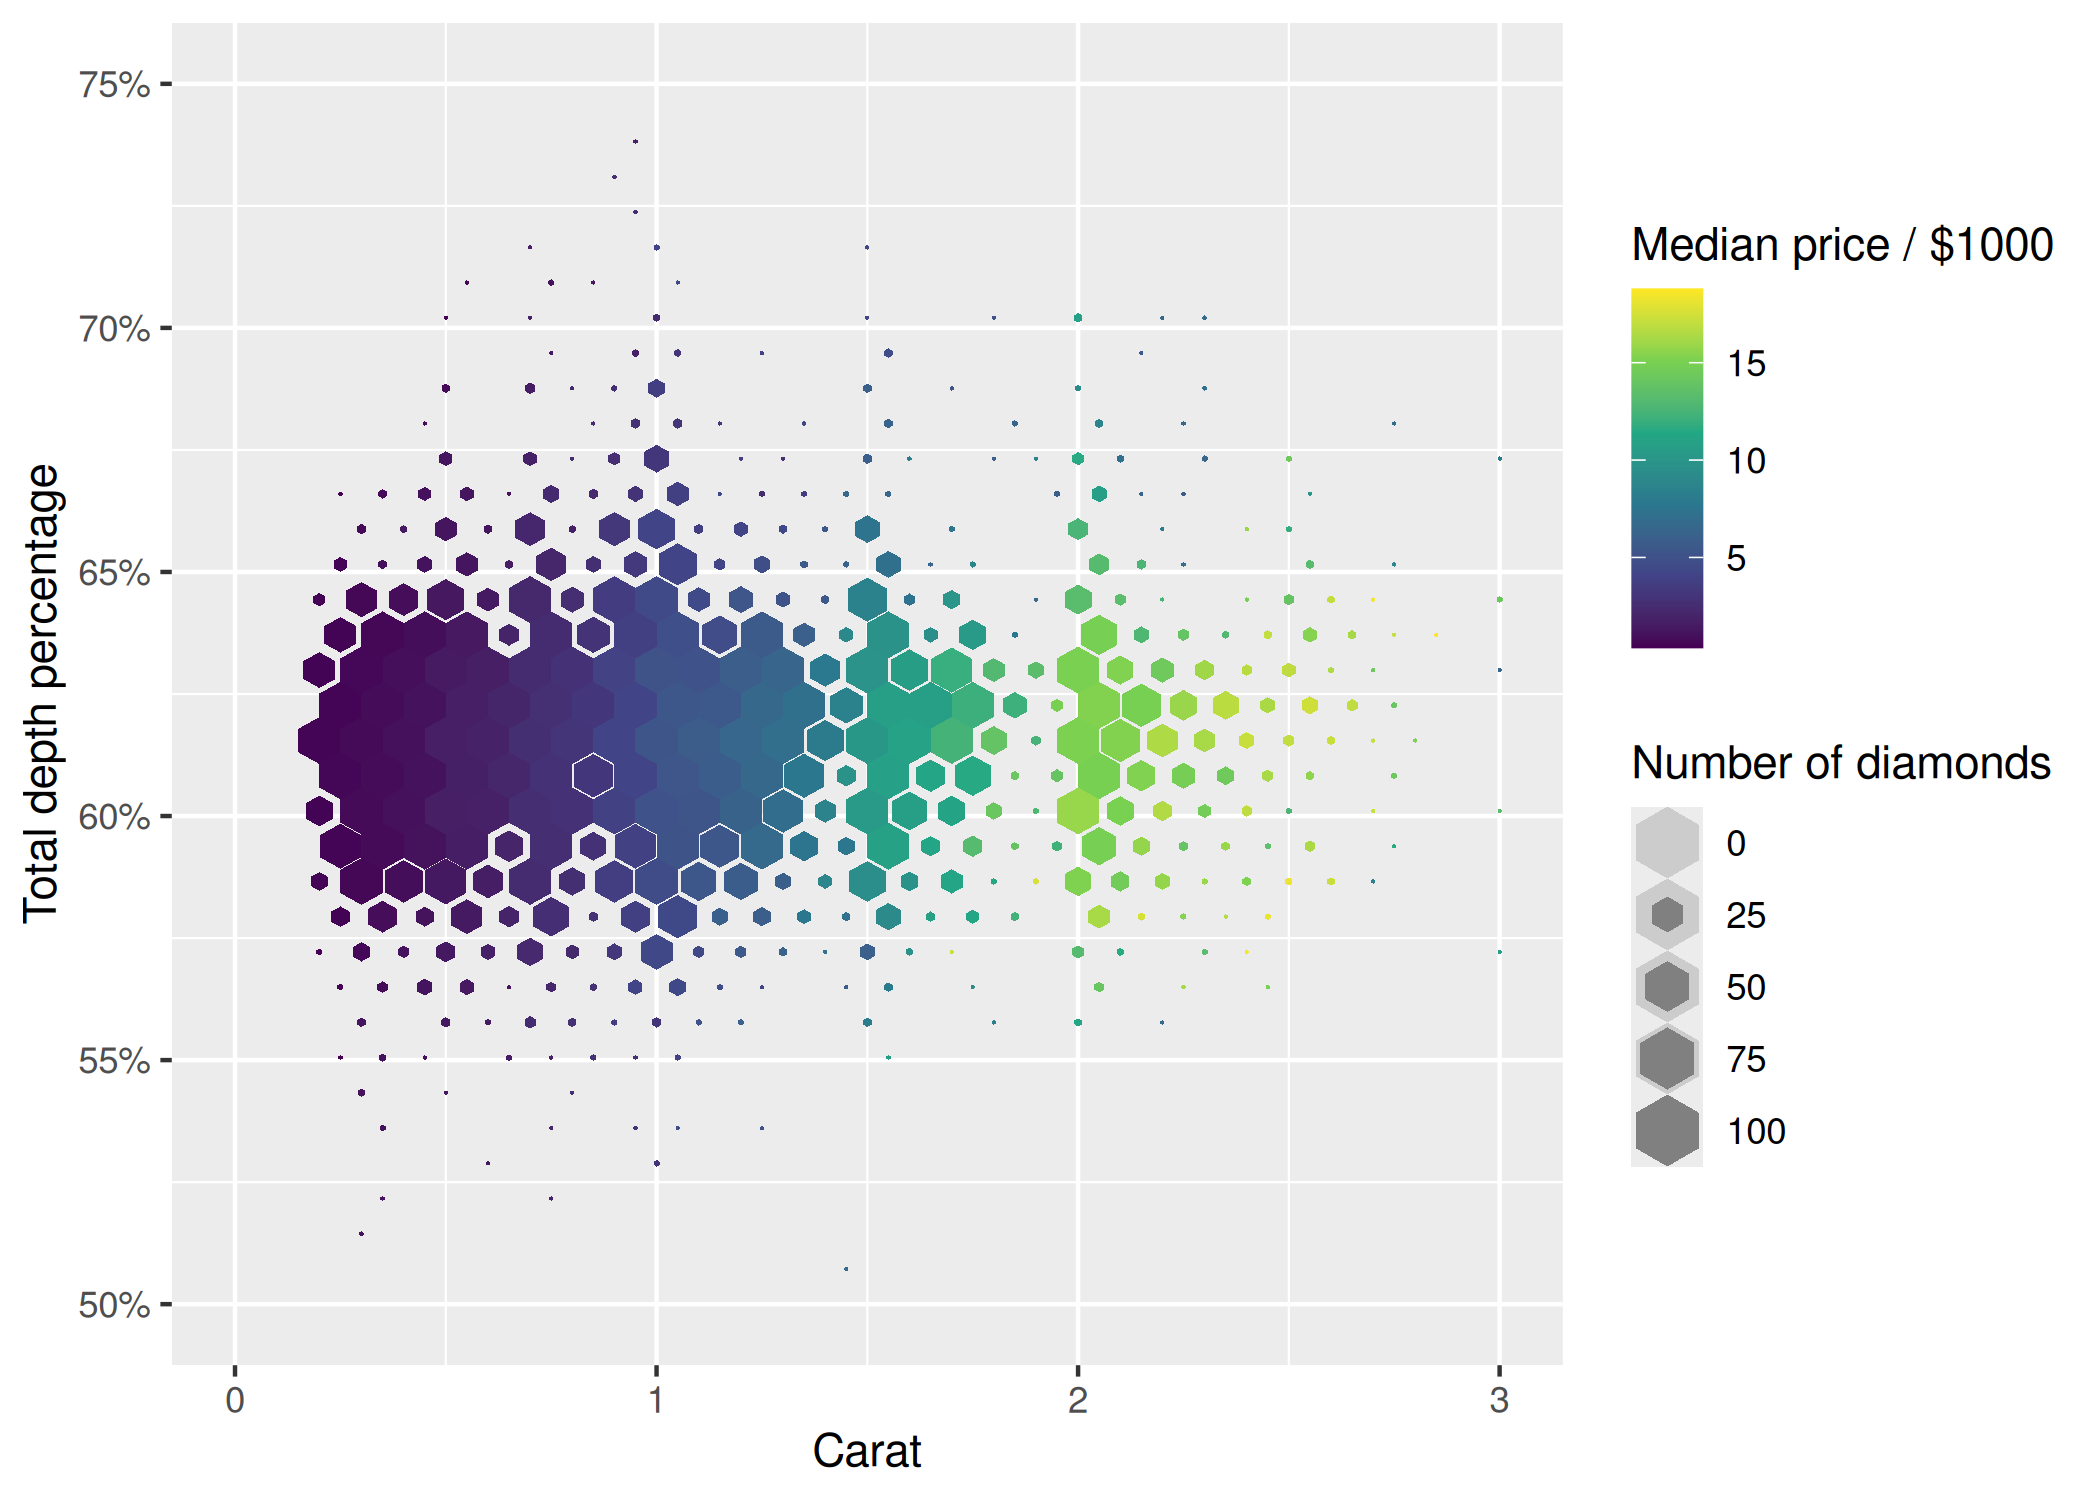 75%
70%
65%
60%
55%
50%
Total depth percentage
0 1 2 3
Carat
Median price / $1000
15
10
5
Number of diamonds
0
25
50
75
100